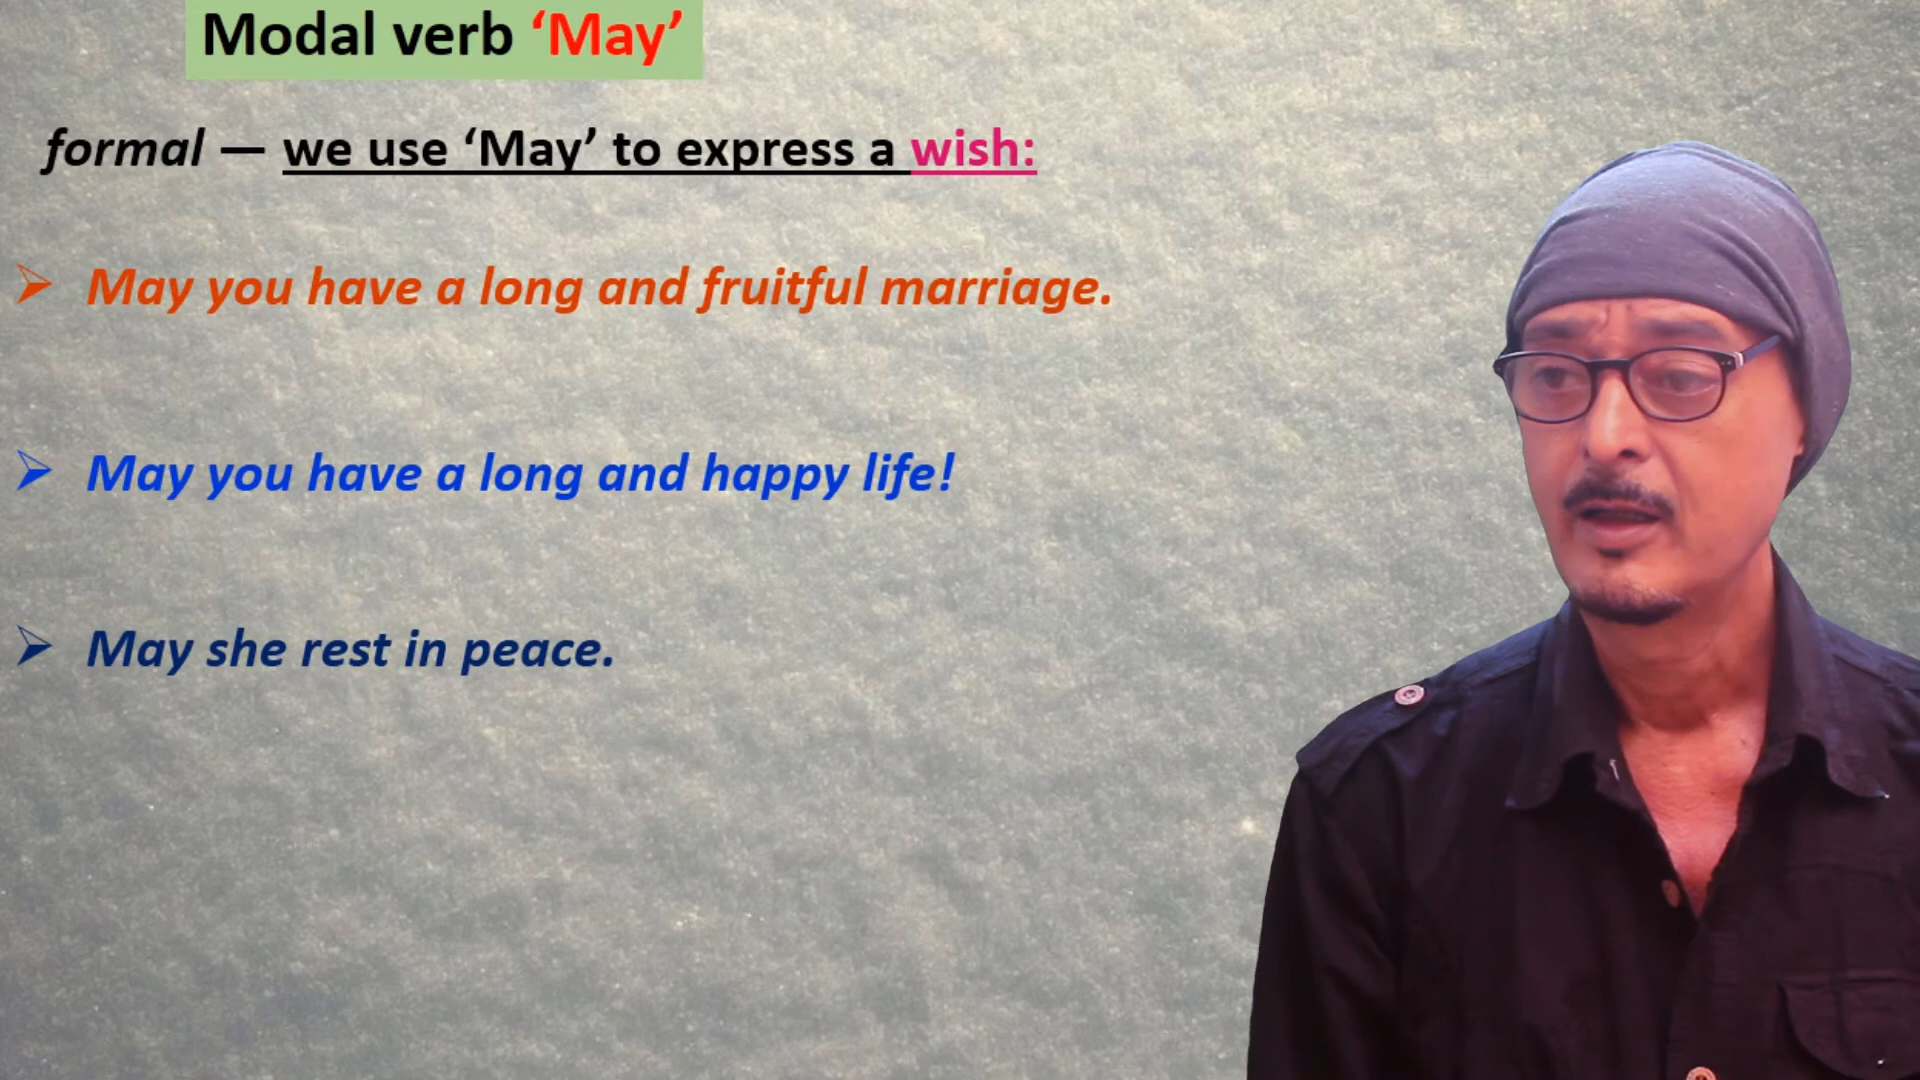 Modal verb ‘May’
formal — we use ‘May’ to express a wish:
May you have a long and fruitful marriage.
May you have a long and happy life!
May she rest in peace.